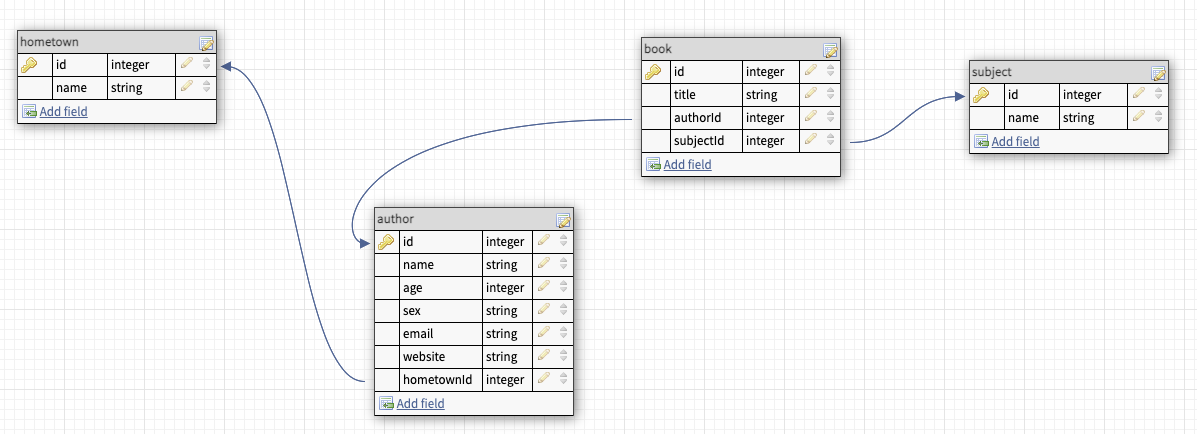 hometown
id integer
name string
Add field
book
id integer
title string
authorId integer
subjectId integer
Add field
subject
id integer
name string
Add field
author
id integer
name string
age integer
sex string
email string
website string
hometownId integer
Add field